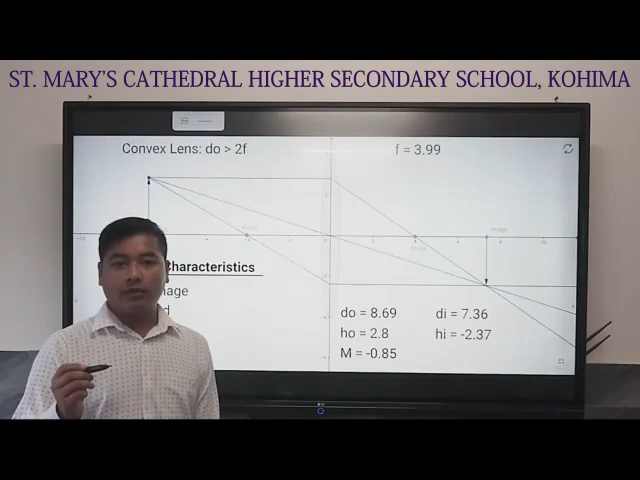 ST. MARY'S CATHEDRAL HIGHER SECONDARY SCHOOL, KOHIMA
Convex Lens: do > 2f
f = 3.99
Characteristics
do = 8.69
di = 7.36
ho = 2.8
hi = -2.37
M = -0.85